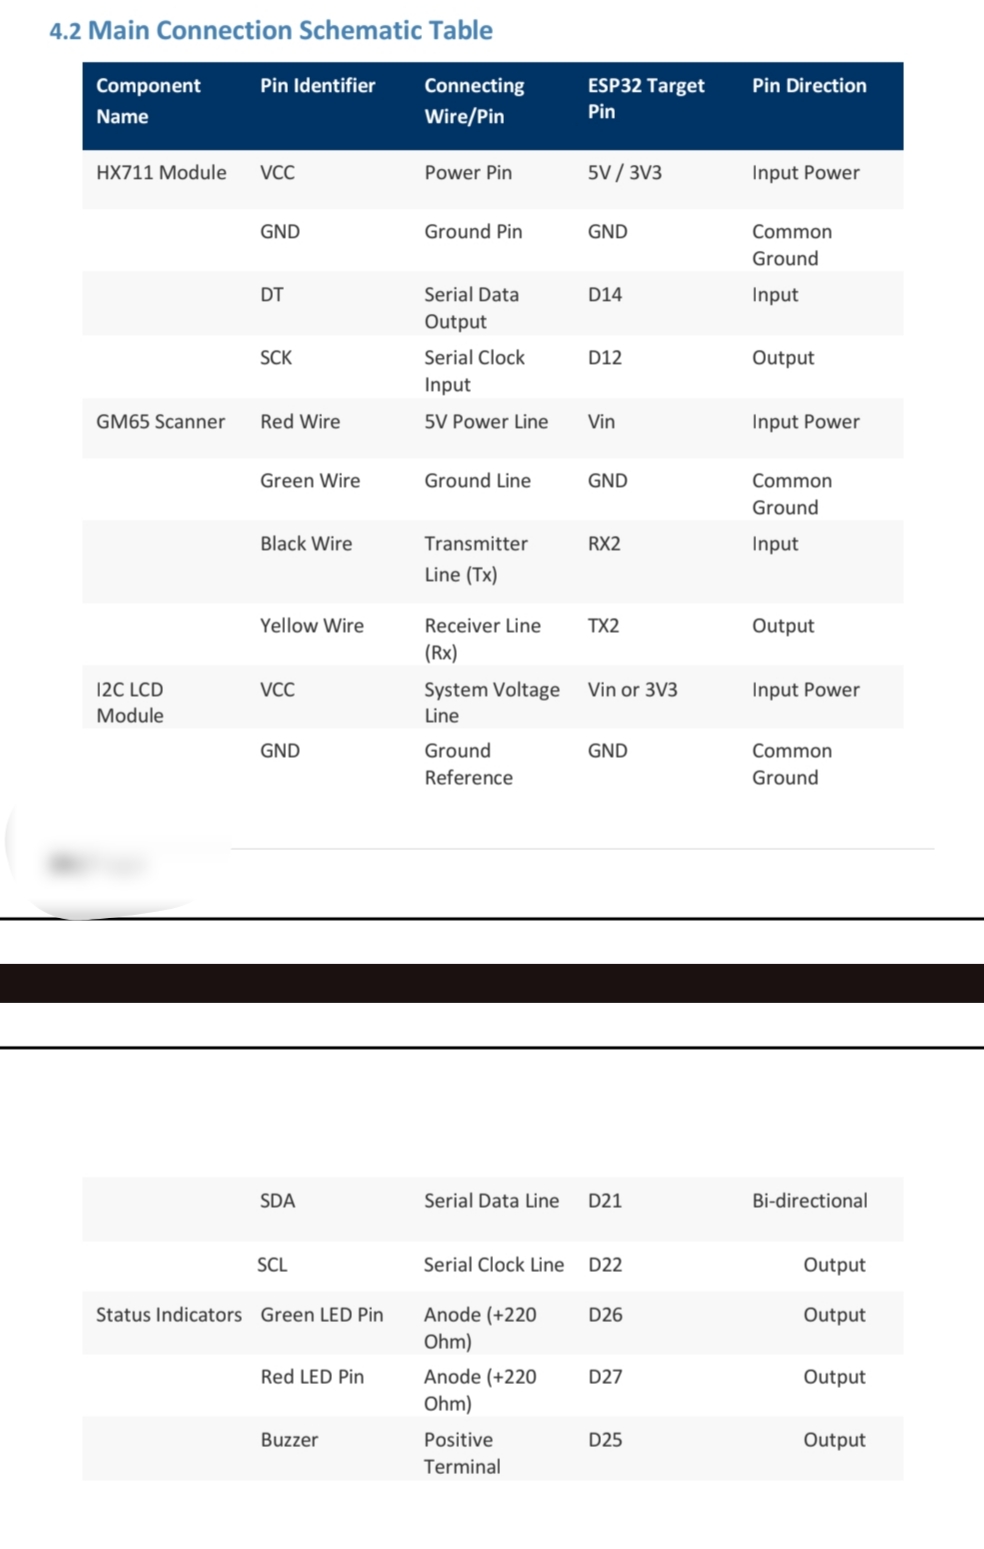 4.2 Main Connection Schematic Table
Component Name Pin Identifier Connecting Wire/Pin ESP32 Target Pin Pin Direction
HX711 Module VCC Power Pin 5V / 3V3 Input Power
GND Ground Pin GND Common Ground
DT Serial Data Output D14 Input
SCK Serial Clock Input D12 Output
GM65 Scanner Red Wire 5V Power Line Vin Input Power
Green Wire Ground Line GND Common Ground
Black Wire Transmitter Line (Tx) RX2 Input
Yellow Wire Receiver Line (Rx) TX2 Output
I2C LCD Module VCC System Voltage Line Vin or 3V3 Input Power
GND Ground Reference GND Common Ground
SDA Serial Data Line D21 Bi-directional
SCL Serial Clock Line D22 Output
Status Indicators Green LED Pin Anode (+220 Ohm) D26 Output
Red LED Pin Anode (+220 Ohm) D27 Output
Buzzer Positive Terminal D25 Output